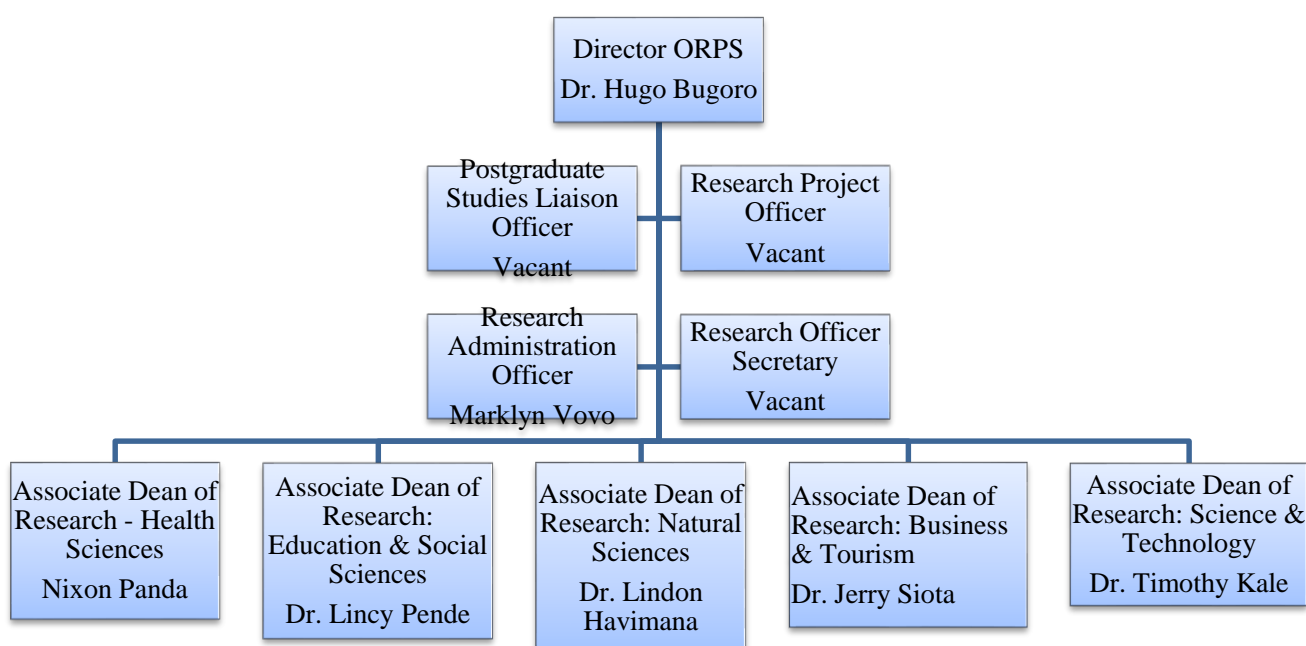 Director ORPS
Dr. Hugo Bugoro
Postgraduate
Studies Liaison
Officer
Vacant
Research Project
Officer
Vacant
Research
Administration
Officer
Marklyn Vovo
Research Officer
Secretary
Vacant
Associate Dean of
Research - Health
Sciences
Nixon Panda
Associate Dean of
Research:
Education & Social
Sciences
Dr. Lincy Pende
Associate Dean of
Research: Natural
Sciences
Dr. Lindon
Havimana
Associate Dean of
Research: Business
& Tourism
Dr. Jerry Siota
Associate Dean of
Research: Science &
Technology
Dr. Timothy Kale